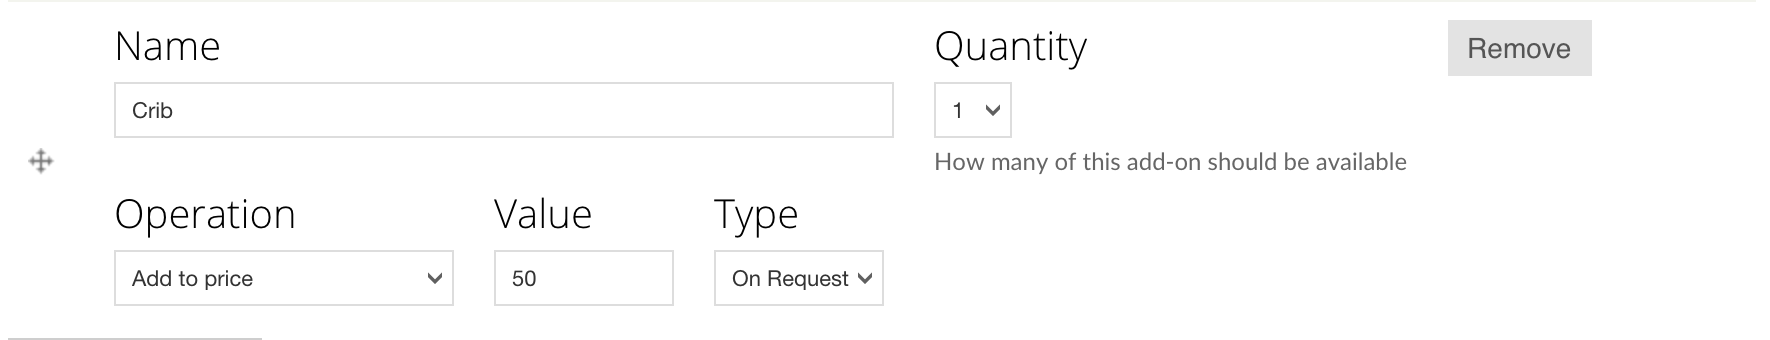 Name
Crib
Quantity
1
How many of this add-on should be available
Remove
Operation
Add to price
Value
50
Type
On Request